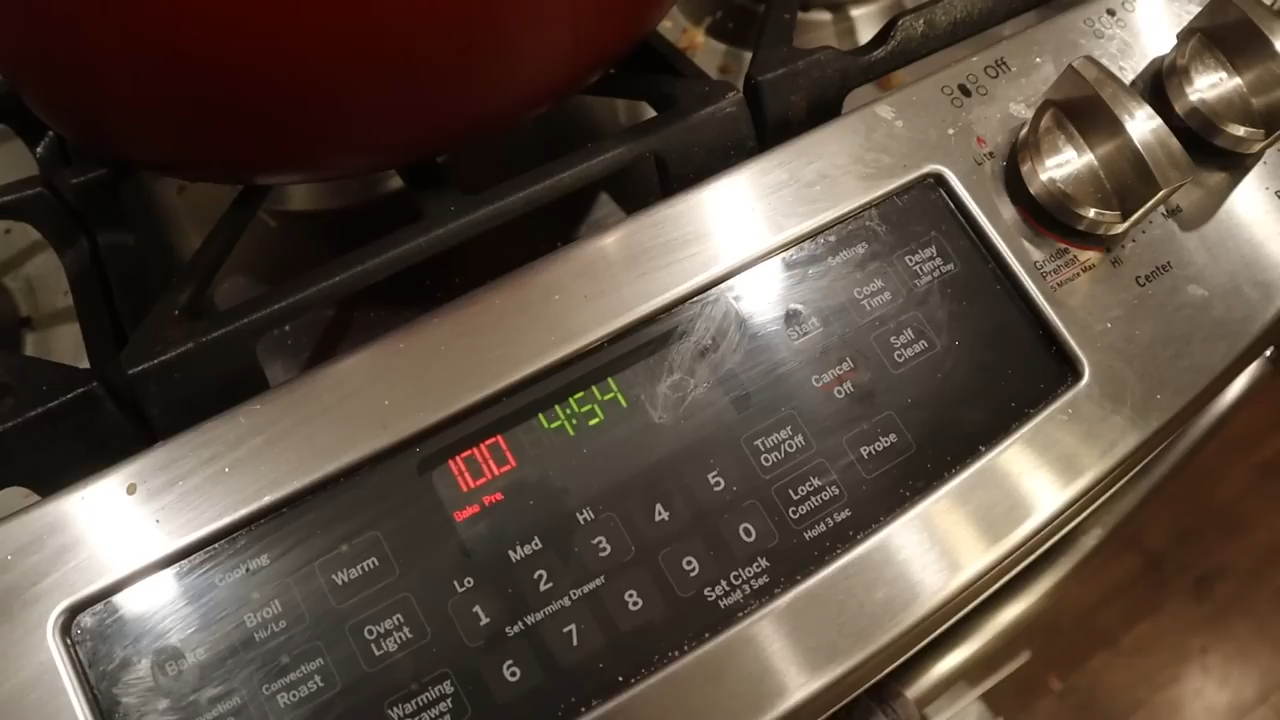 Off
Lite
Med
Hi
Griddle
Preheat
5 Minute Max
Center
Settings
Delay
Time
Time of Day
Cook
Time
Start
Self
Clean
Cancel
Off
100
4:54
Bake Pre.
Timer
On/Off
Probe
Lock
Controls
Hold 3 Sec
Cooking
Broil
Hi/Lo
Warm
Bake
Oven
Light
Convection
Roast
Warming
Drawer
Lo Med Hi
1 2 3 4 5
Set Warming Drawer
6 7 8 9 0
Set Clock
Hold 3 Sec